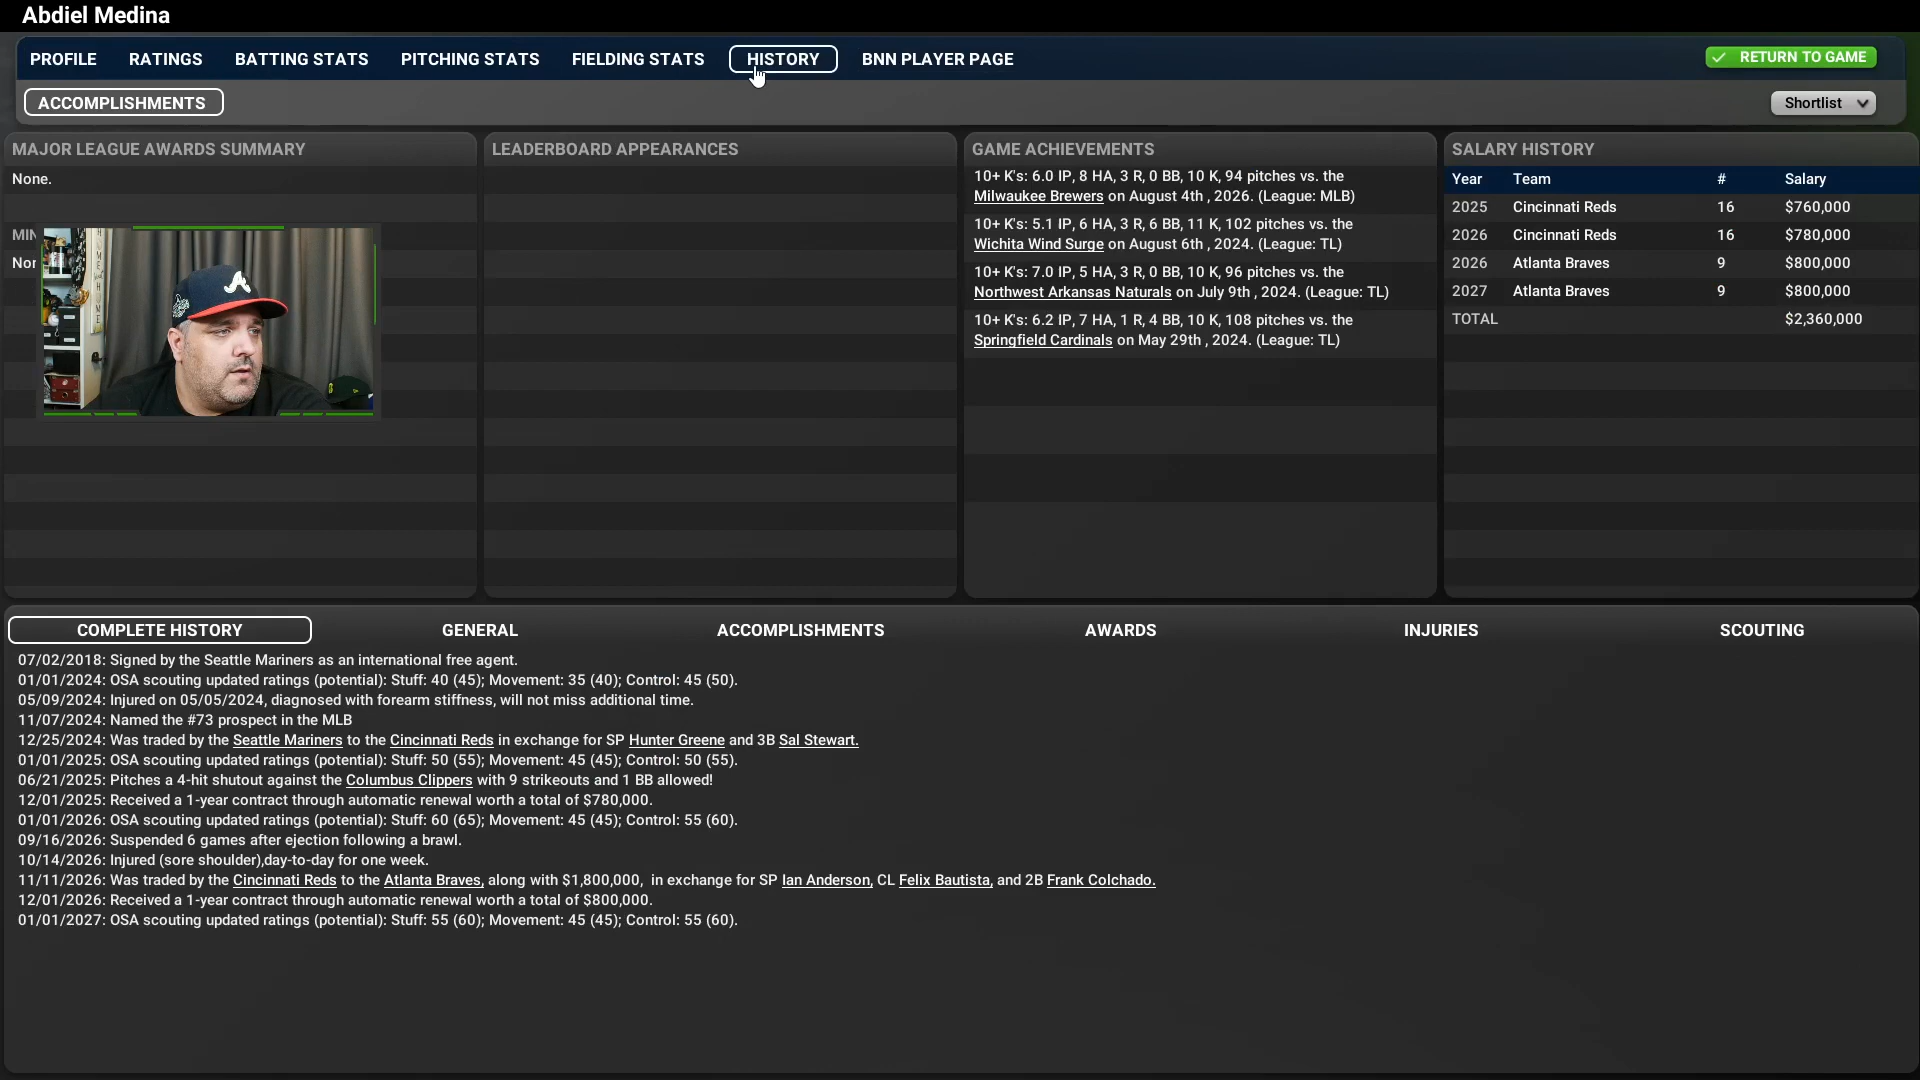 Abdiel Medina
PROFILE RATINGS BATTING STATS PITCHING STATS FIELDING STATS HISTORY BNN PLAYER PAGE RETURN TO GAME
ACCOMPLISHMENTS Shortlist
MAJOR LEAGUE AWARDS SUMMARY
None.
LEADERBOARD APPEARANCES
GAME ACHIEVEMENTS
10+ K's: 6.0 IP, 8 HA, 3 R, 0 BB, 10 K, 94 pitches vs. the
Milwaukee Brewers on August 4th , 2026. (League: MLB)
10+ K's: 5.1 IP, 6 HA, 3 R, 6 BB, 11 K, 102 pitches vs. the
Wichita Wind Surge on August 6th , 2024. (League: TL)
10+ K's: 7.0 IP, 5 HA, 3 R, 0 BB, 10 K, 96 pitches vs. the
Northwest Arkansas Naturals on July 9th , 2024. (League: TL)
10+ K's: 6.2 IP, 7 HA, 1 R, 4 BB, 10 K, 108 pitches vs. the
Springfield Cardinals on May 29th , 2024. (League: TL)
SALARY HISTORY
Year Team # Salary
2025 Cincinnati Reds 16 $760,000
2026 Cincinnati Reds 16 $780,000
2026 Atlanta Braves 9 $800,000
2027 Atlanta Braves 9 $800,000
TOTAL $2,360,000
COMPLETE HISTORY GENERAL ACCOMPLISHMENTS AWARDS INJURIES SCOUTING
07/02/2018: Signed by the Seattle Mariners as an international free agent.
01/01/2024: OSA scouting updated ratings (potential): Stuff: 40 (45); Movement: 35 (40); Control: 45 (50).
05/09/2024: Injured on 05/05/2024, diagnosed with forearm stiffness, will not miss additional time.
11/07/2024: Named the #73 prospect in the MLB
12/25/2024: Was traded by the Seattle Mariners to the Cincinnati Reds in exchange for SP Hunter Greene and 3B Sal Stewart.
01/01/2025: OSA scouting updated ratings (potential): Stuff: 50 (55); Movement: 45 (45); Control: 50 (55).
06/21/2025: Pitches a 4-hit shutout against the Columbus Clippers with 9 strikeouts and 1 BB allowed!
12/01/2025: Received a 1-year contract through automatic renewal worth a total of $780,000.
01/01/2026: OSA scouting updated ratings (potential): Stuff: 60 (65); Movement: 45 (45); Control: 55 (60).
09/16/2026: Suspended 6 games after ejection following a brawl.
10/14/2026: Injured (sore shoulder),day-to-day for one week.
11/11/2026: Was traded by the Cincinnati Reds to the Atlanta Braves, along with $1,800,000, in exchange for SP Ian Anderson, CL Felix Bautista, and 2B Frank Colchado.
12/01/2026: Received a 1-year contract through automatic renewal worth a total of $800,000.
01/01/2027: OSA scouting updated ratings (potential): Stuff: 55 (60); Movement: 45 (45); Control: 55 (60).